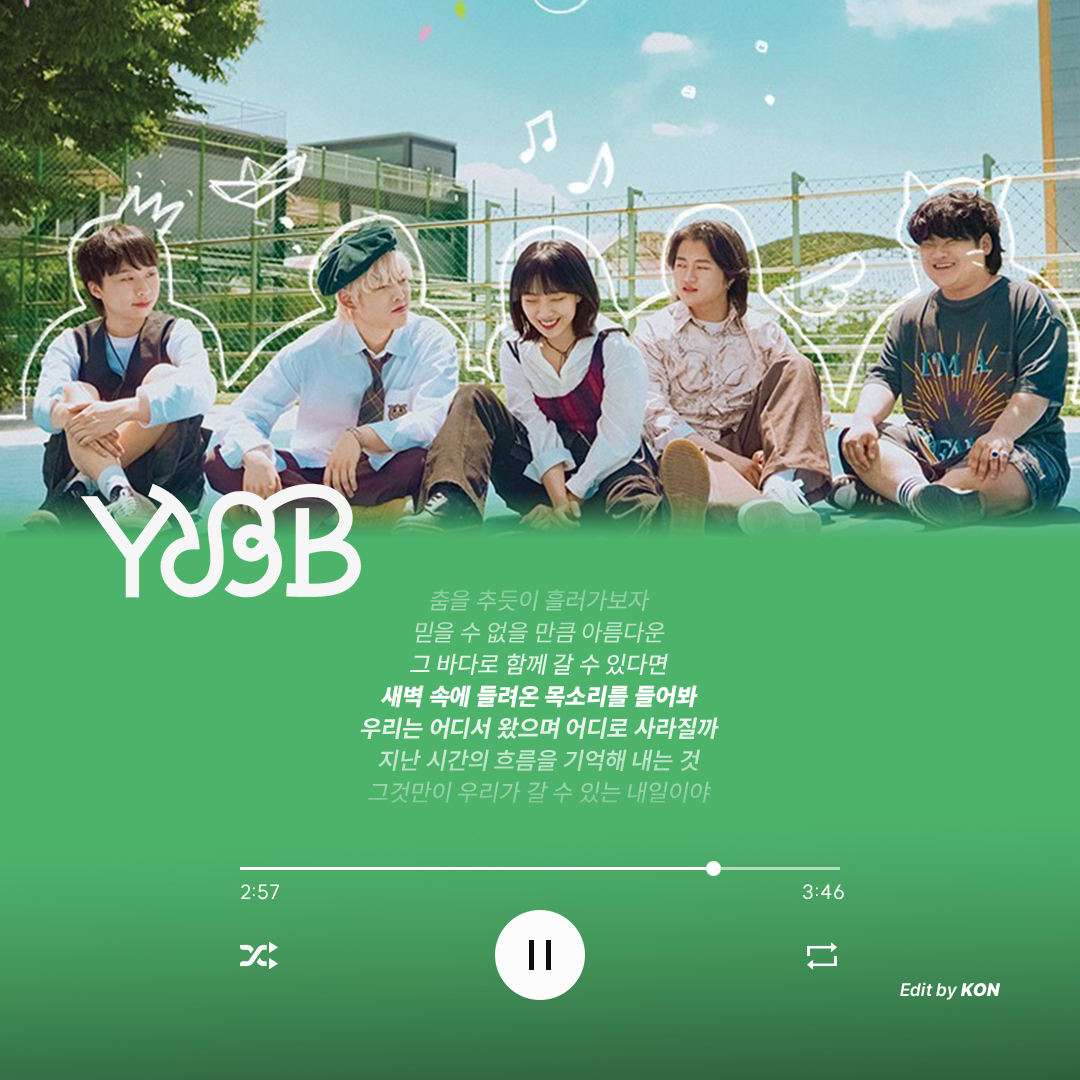 I'M A
YdBB
춤을 추듯이 흘러가보자
믿을 수 없을 만큼 아름다운
그 바다로 함께 갈 수 있다면
새벽 속에 들려온 목소리를 들어봐
우리는 어디서 왔으며 어디로 사라질까
지난 시간의 흐름을 기억해 내는 것
그것만이 우리가 갈 수 있는 내일이야
2:57
3:46
Edit by KON